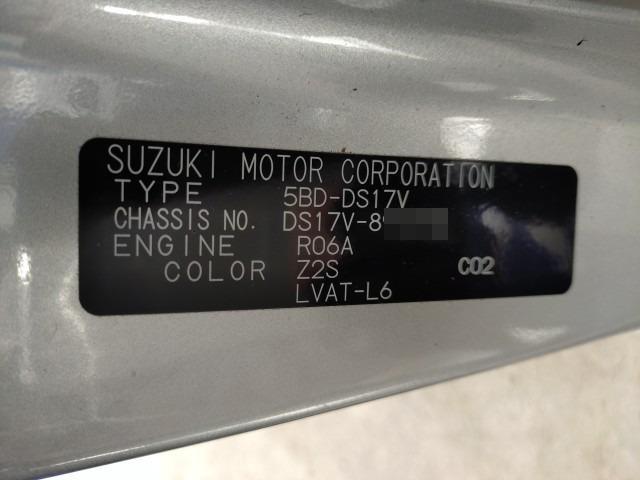 SUZUKI MOTOR CORPORATION
TYPE 5BD-DS17V
CHASSIS NO. DS17V-8
ENGINE R06A
COLOR Z2S C02
LVAT-L6